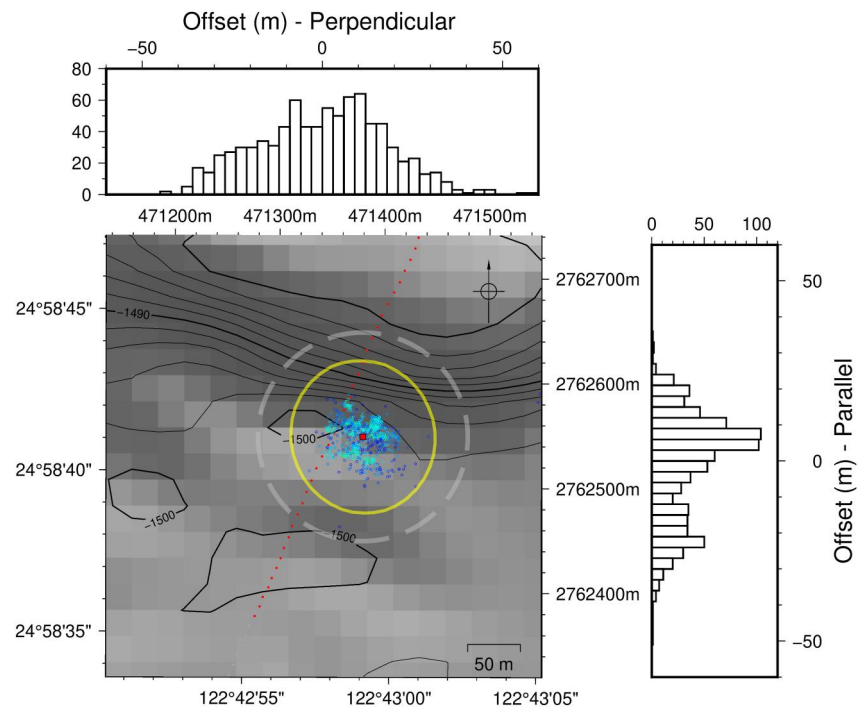 Offset (m) - Perpendicular
−50 0 50
80
60
40
20
0
471200m 471300m 471400m 471500m
0 50 100
24°58'45"
24°58'40"
24°58'35"
−1490
−1500
−1500
−1500
50 m
2762700m
2762600m
2762500m
2762400m
50
0
−50
Offset (m) - Parallel
122°42'55" 122°43'00" 122°43'05"